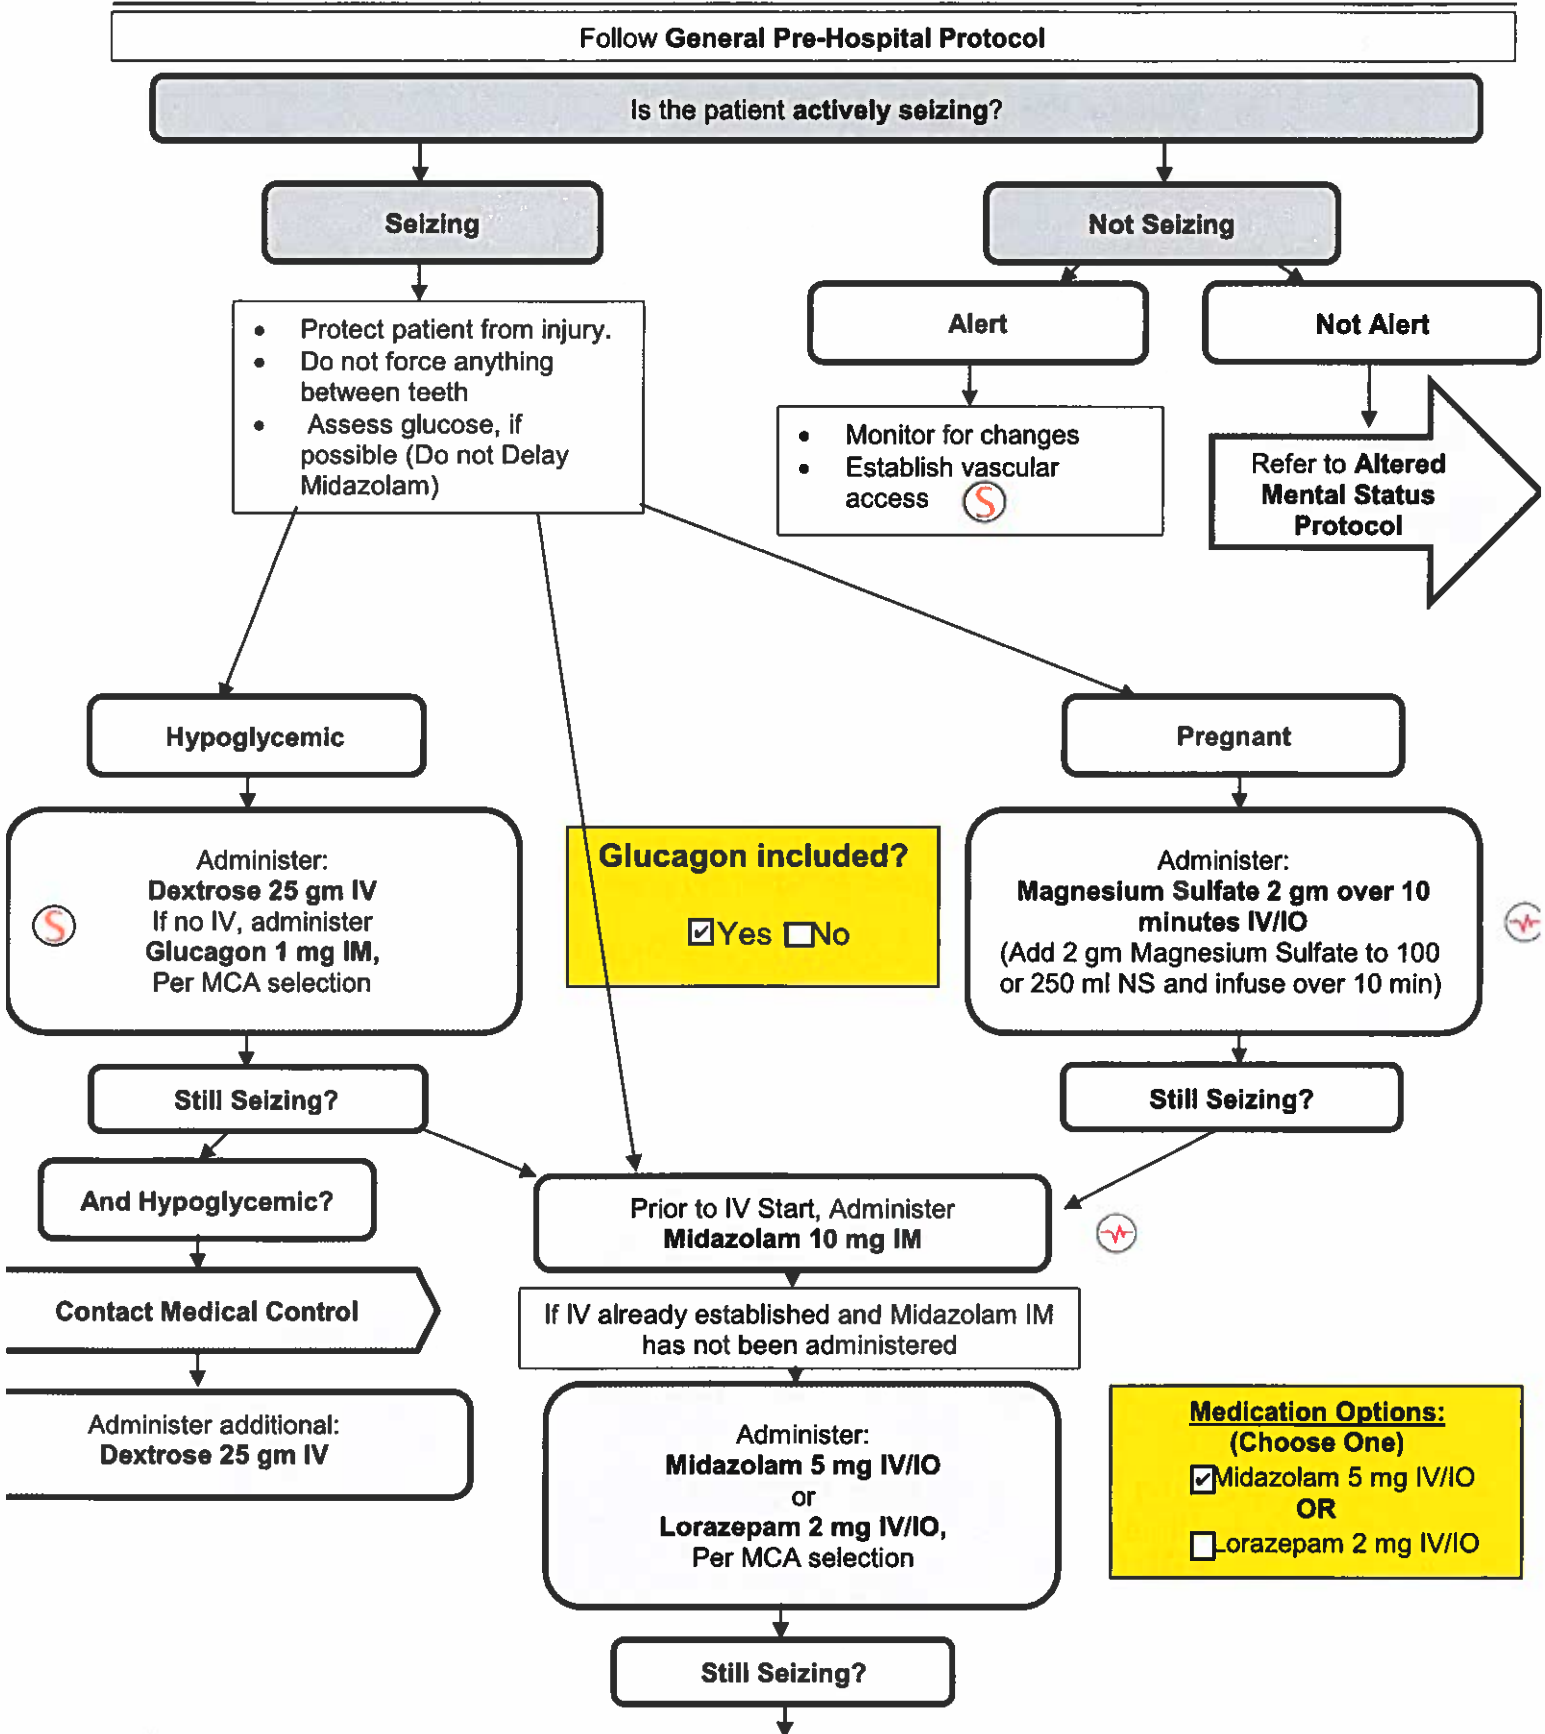 Follow General Pre-Hospital Protocol
Is the patient actively seizing?
Seizing
Not Seizing
• Protect patient from injury.
• Do not force anything
between teeth
• Assess glucose, if
possible (Do not Delay
Midazolam)
Alert
Not Alert
• Monitor for changes
• Establish vascular
access S
Refer to Altered
Mental Status
Protocol
Hypoglycemic
Pregnant
S
Administer:
Dextrose 25 gm IV
If no IV, administer
Glucagon 1 mg IM,
Per MCA selection
Glucagon included?
☑Yes ☐No
Administer:
Magnesium Sulfate 2 gm over 10
minutes IV/IO
(Add 2 gm Magnesium Sulfate to 100
or 250 ml NS and infuse over 10 min)
Still Seizing?
Still Seizing?
And Hypoglycemic?
Prior to IV Start, Administer
Midazolam 10 mg IM
Contact Medical Control
If IV already established and Midazolam IM
has not been administered
Administer additional:
Dextrose 25 gm IV
Administer:
Midazolam 5 mg IV/IO
or
Lorazepam 2 mg IV/IO,
Per MCA selection
Medication Options:
(Choose One)
☑Midazolam 5 mg IV/IO
OR
☐Lorazepam 2 mg IV/IO
Still Seizing?